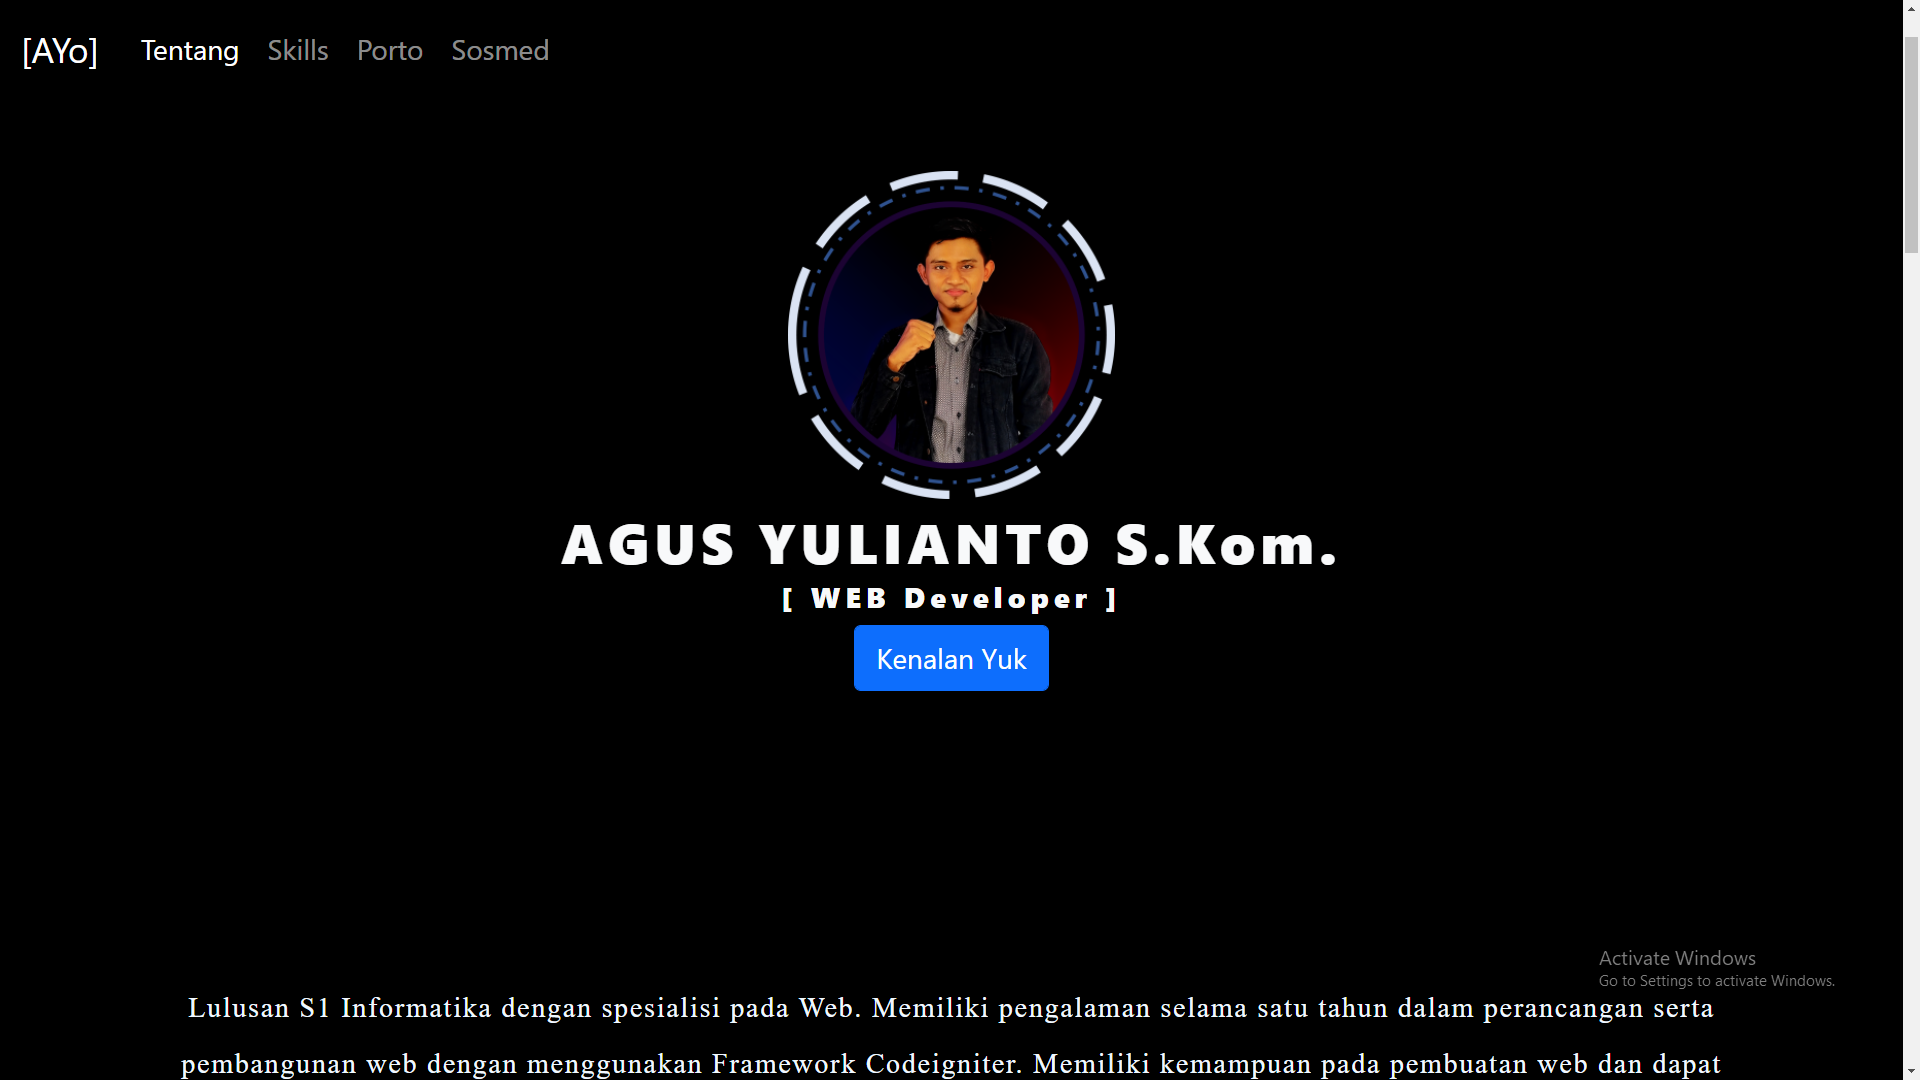 [AYo] Tentang Skills Porto Sosmed
AGUS YULIANTO S.Kom.
[ WEB Developer ]
Kenalan Yuk
Activate Windows
Go to Settings to activate Windows.
Lulusan S1 Informatika dengan spesialisi pada Web. Memiliki pengalaman selama satu tahun dalam perancangan serta
pembangunan web dengan menggunakan Framework Codeigniter. Memiliki kemampuan pada pembuatan web dan dapat